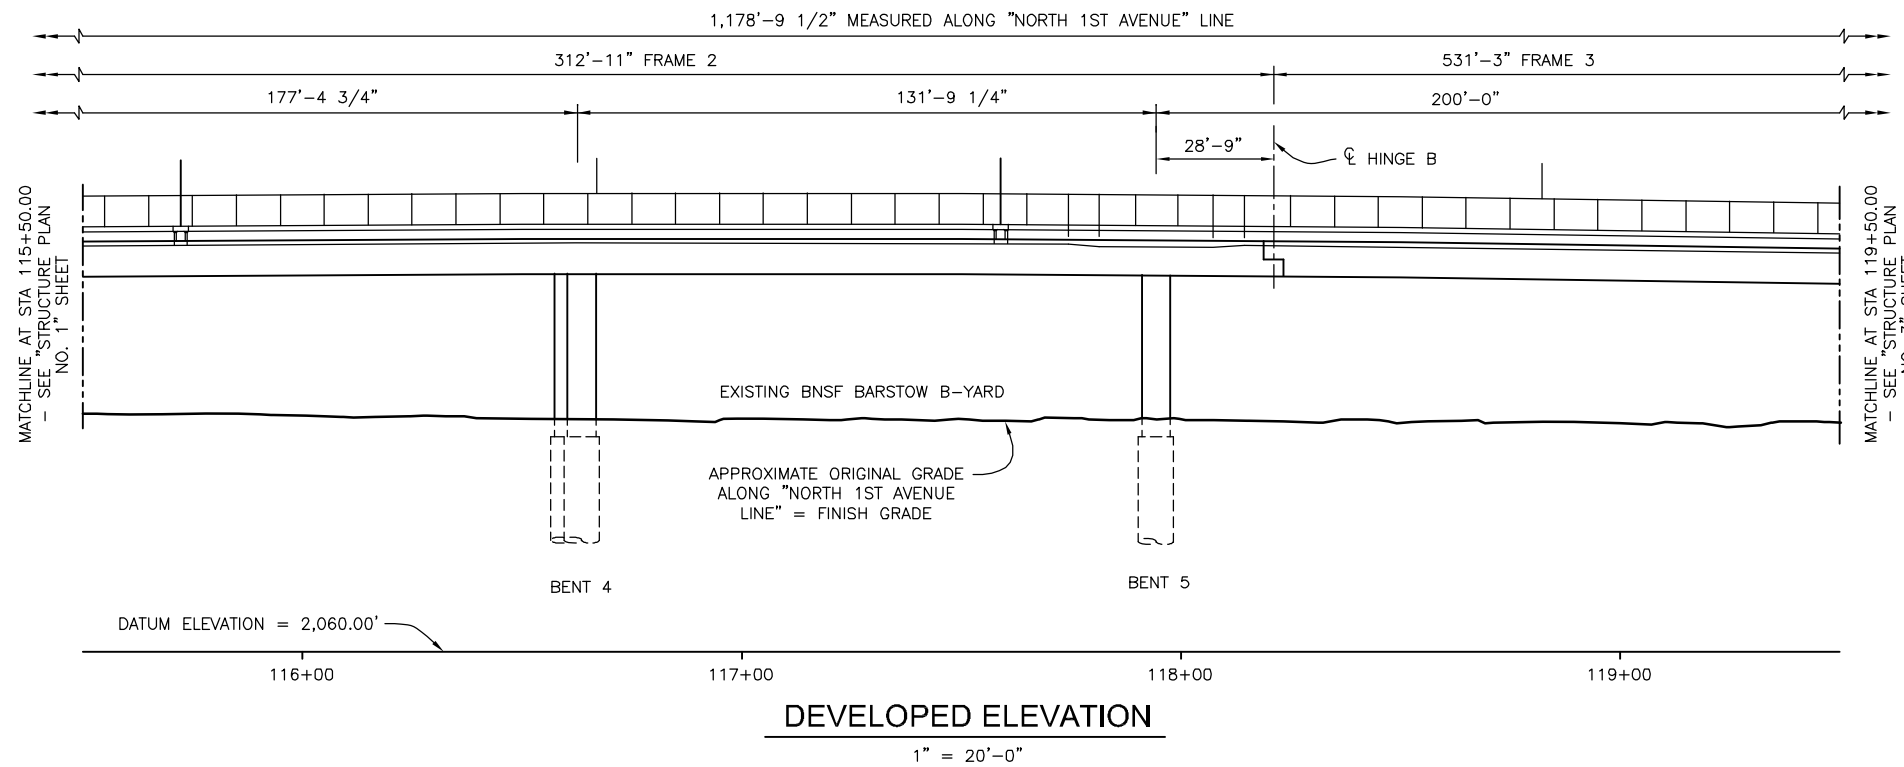 1,178'-9 1/2" MEASURED ALONG "NORTH 1ST AVENUE" LINE
312'-11" FRAME 2
531'-3" FRAME 3
177'-4 3/4"
131'-9 1/4"
200'-0"
28'-9"
℄ HINGE B
MATCHLINE AT STA 115+50.00
- SEE "STRUCTURE PLAN
NO. 1" SHEET
MATCHLINE AT STA 119+50.00
- SEE "STRUCTURE PLAN
NO. 3" SHEET
EXISTING BNSF BARSTOW B-YARD
APPROXIMATE ORIGINAL GRADE
ALONG "NORTH 1ST AVENUE
LINE" = FINISH GRADE
BENT 4
BENT 5
DATUM ELEVATION = 2,060.00'
116+00
117+00
118+00
119+00
DEVELOPED ELEVATION
1" = 20'-0"